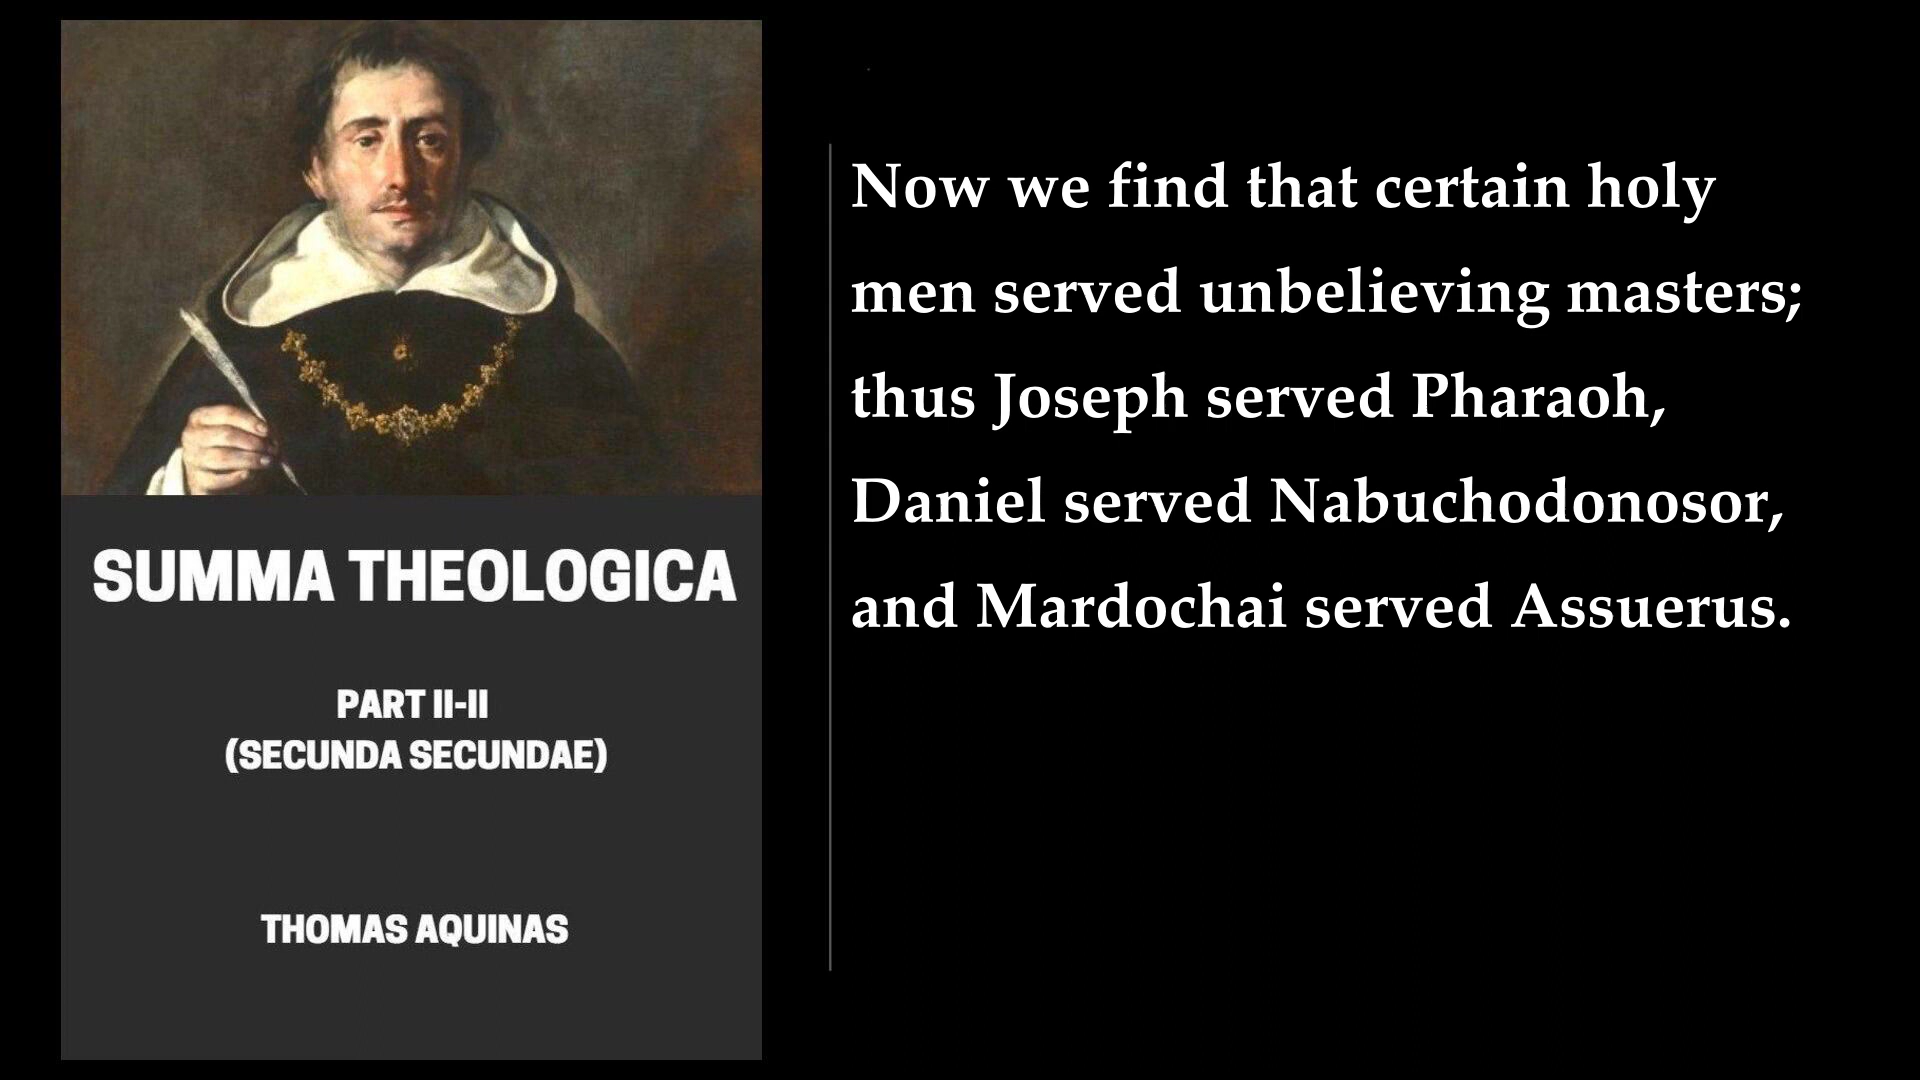 SUMMA THEOLOGICA
PART II-II
(SECUNDA SECUNDAE)
THOMAS AQUINAS
Now we find that certain holy
men served unbelieving masters;
thus Joseph served Pharaoh,
Daniel served Nabuchodonosor,
and Mardochai served Assuerus.